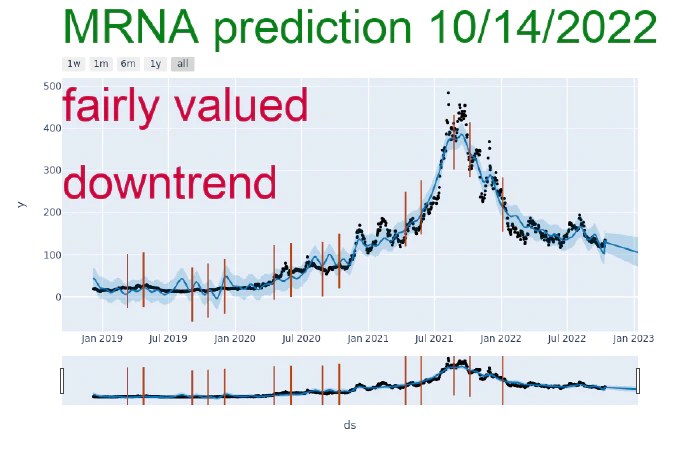 MRNA prediction 10/14/2022
1w 1m 6m 1y all
fairly valued
downtrend
500
400
300
200
100
0
y
Jan 2019 Jul 2019 Jan 2020 Jul 2020 Jan 2021 Jul 2021 Jan 2022 Jul 2022 Jan 2023
ds